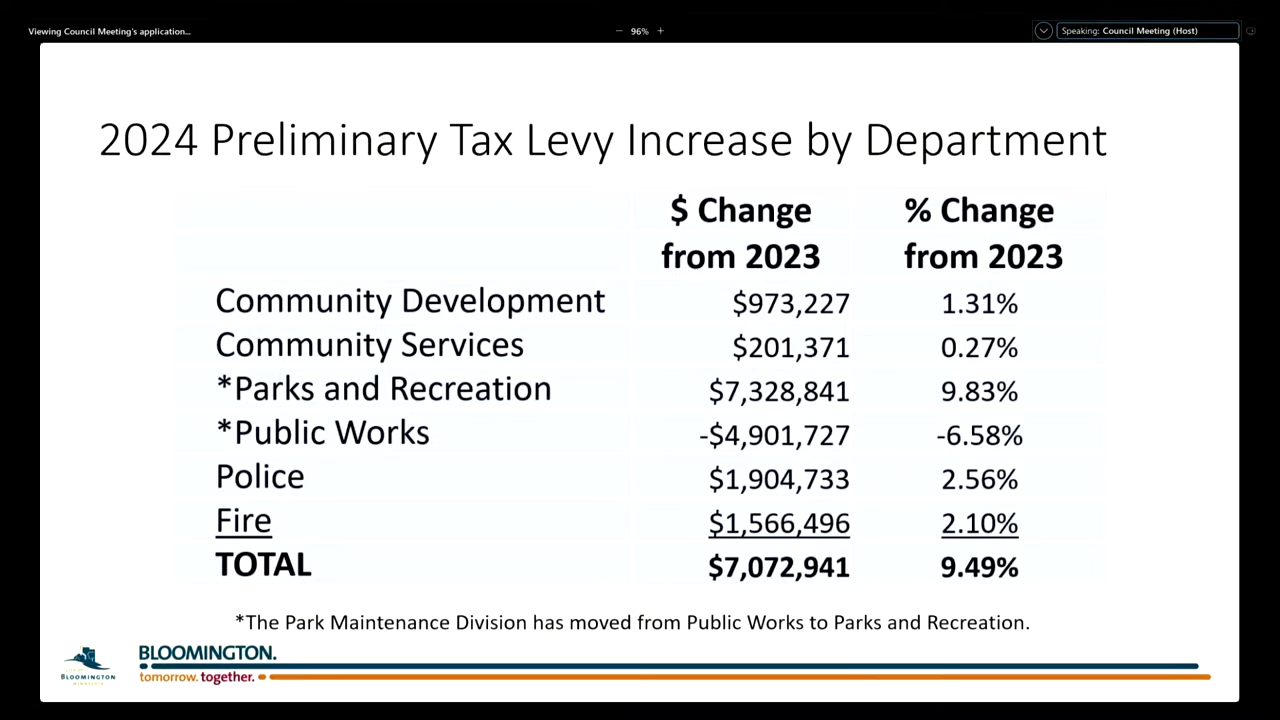 Viewing Council Meeting's application...
− 96% +
Speaking: Council Meeting (Host)
2024 Preliminary Tax Levy Increase by Department
$ Change % Change
from 2023 from 2023
Community Development $973,227 1.31%
Community Services $201,371 0.27%
*Parks and Recreation $7,328,841 9.83%
*Public Works -$4,901,727 -6.58%
Police $1,904,733 2.56%
Fire $1,566,496 2.10%
TOTAL $7,072,941 9.49%
*The Park Maintenance Division has moved from Public Works to Parks and Recreation.
BLOOMINGTON.
tomorrow. together.
BLOOMINGTON